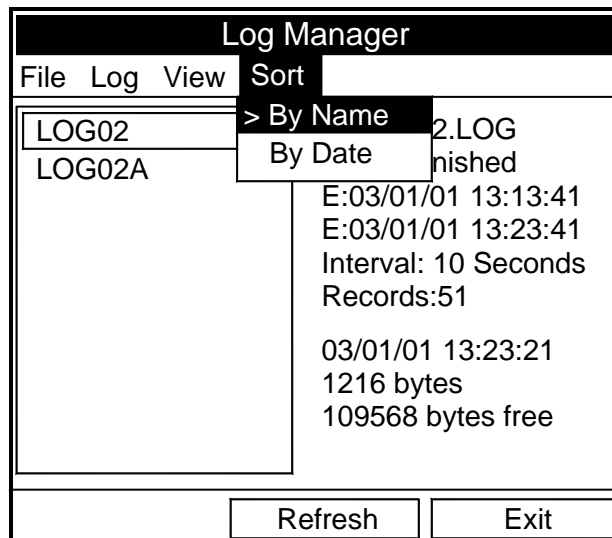 Log Manager
File Log View Sort
> By Name
By Date
LOG02
LOG02A
2.LOG
nished
E:03/01/01 13:13:41
E:03/01/01 13:23:41
Interval: 10 Seconds
Records:51
03/01/01 13:23:21
1216 bytes
109568 bytes free
Refresh Exit